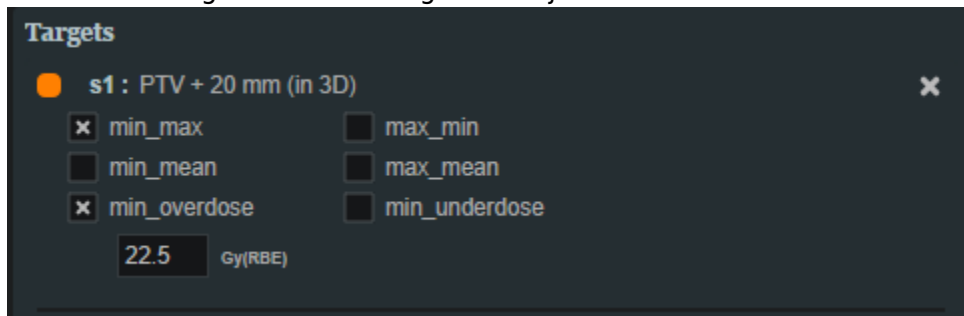 Targets
s1 : PTV + 20 mm (in 3D)
min_max max_min
min_mean max_mean
min_overdose min_underdose
22.5 Gy(RBE)